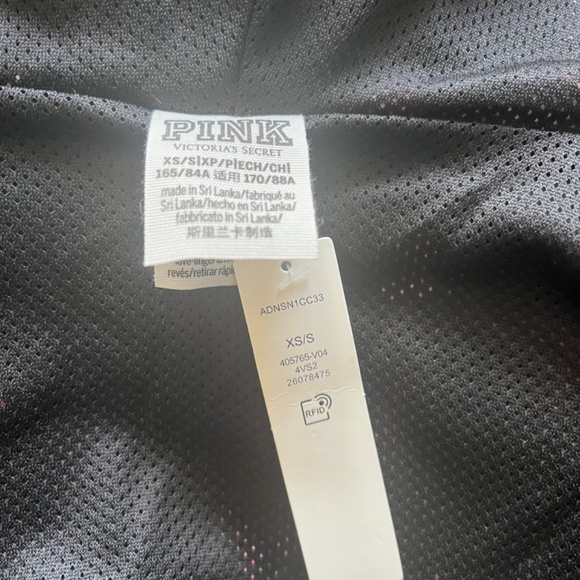 PINK
VICTORIA'S SECRET
XS/S|XP/P|ECH/CH|
165/84A 适用 170/88A
made in Sri Lanka/fabriqué au
Sri Lanka/hecho en Sri Lanka/
fabbricato in Sri Lanka/
斯里兰卡制造
revés/retirar
ADNSN1CC33
XS/S
405765-V04
4VS2
26078475
RFID